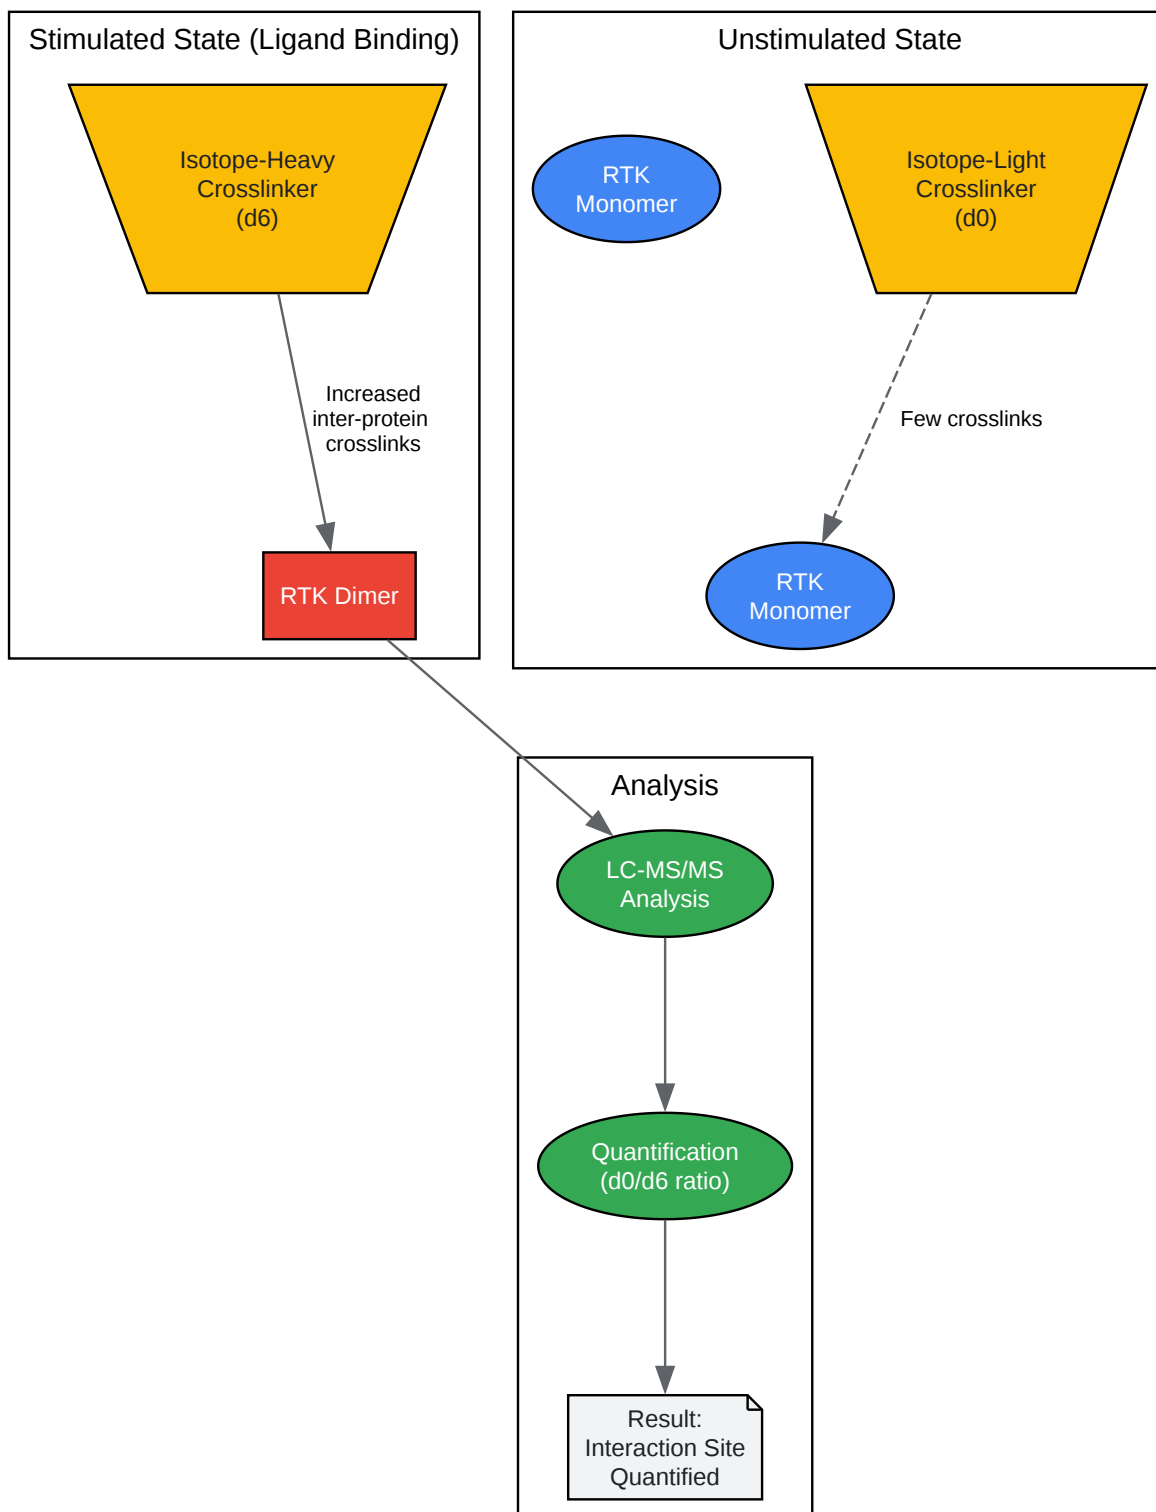 Stimulated State (Ligand Binding)
Isotope-Heavy
Crosslinker
(d6)
Increased
inter-protein
crosslinks
RTK Dimer
Unstimulated State
RTK
Monomer
Isotope-Light
Crosslinker
(d0)
Few crosslinks
RTK
Monomer
Analysis
LC-MS/MS
Analysis
Quantification
(d0/d6 ratio)
Result:
Interaction Site
Quantified